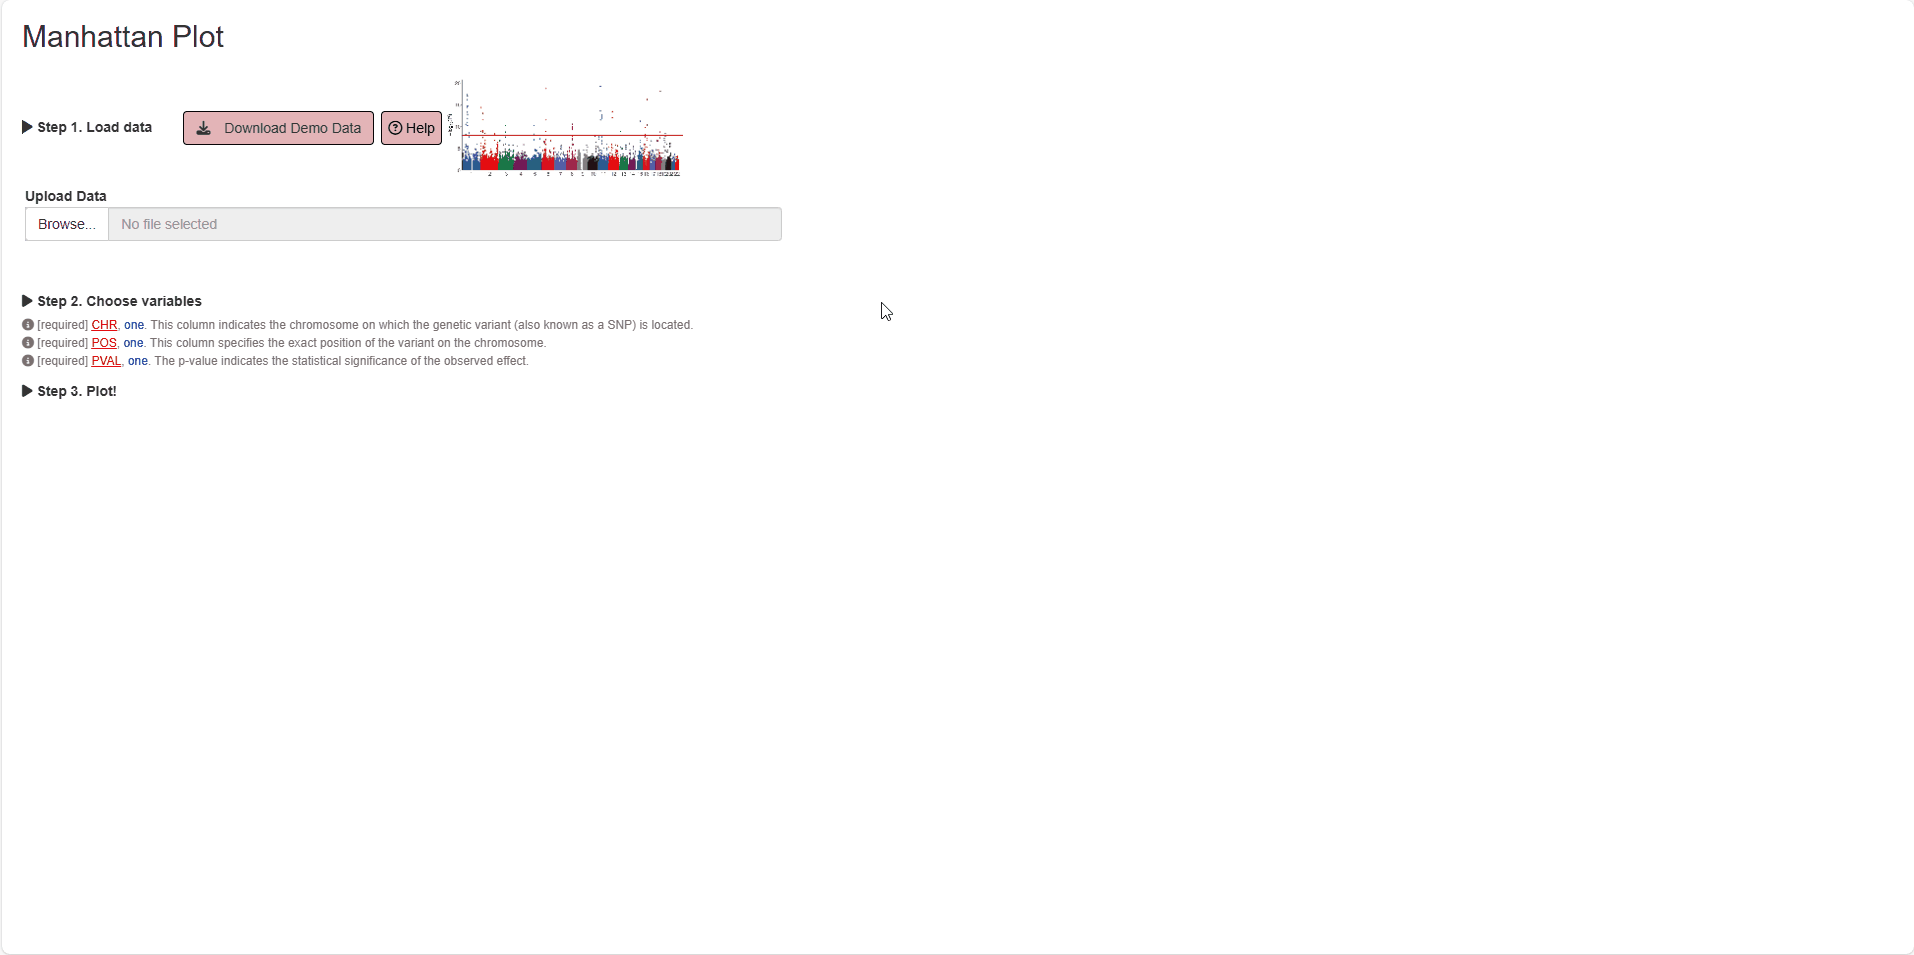 Manhattan Plot
Step 1. Load data
Download Demo Data
Help
Upload Data
Browse...
No file selected
Step 2. Choose variables
[required] CHR, one. This column indicates the chromosome on which the genetic variant (also known as a SNP) is located.
[required] POS, one. This column specifies the exact position of the variant on the chromosome.
[required] PVAL, one. The p-value indicates the statistical significance of the observed effect.
Step 3. Plot!